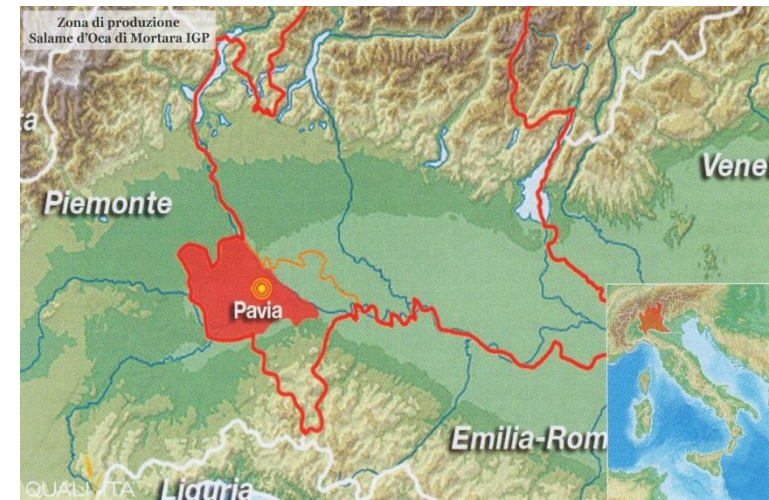 Zona di produzione
Salame d'Oca di Mortara IGP
Vene
Piemonte
Pavia
Emilia-Rom
Liguria